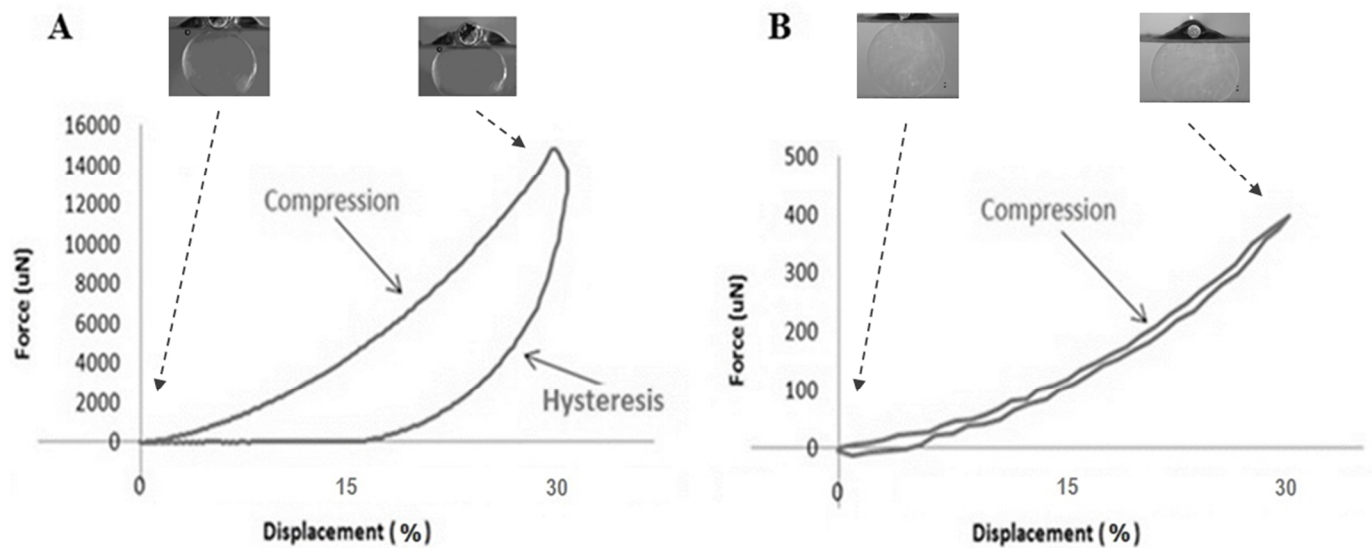 A
16000
14000
12000
10000
8000
6000
4000
2000
0
Force (uN)
Compression
Hysteresis
0
15
30
Displacement (%)
B
500
400
300
200
100
0
Force (uN)
Compression
0
15
30
Displacement (%)